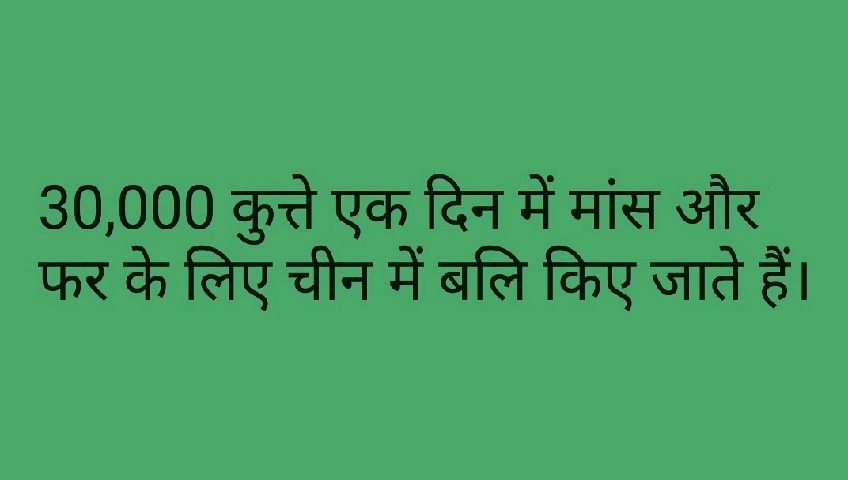 30,000 कुत्ते एक दिन में मांस और
फर के लिए चीन में बलि किए जाते हैं।